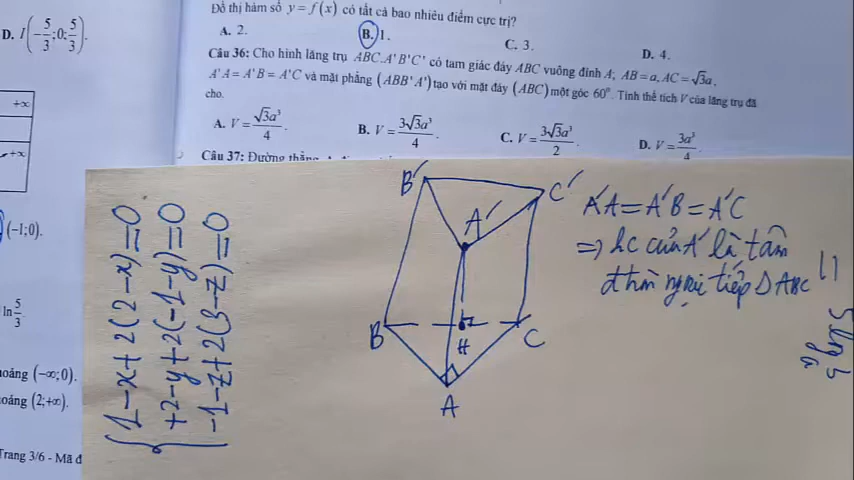 D. I(-5/3;0;5/3).
+∞
+∞
(−1;0).
ln 5/3.
oảng (−∞;0).
oảng (2;+∞).
Trang 3/6 - Mã đ
Đồ thị hàm số y = f(x) có tất cả bao nhiêu điểm cực trị?
A. 2.
B. 1.
C. 3.
D. 4.
Câu 36: Cho hình lăng trụ ABC.A'B'C' có tam giác đáy ABC vuông đỉnh A; AB = a, AC = √3a,
A'A = A'B = A'C và mặt phẳng (ABB'A') tạo với mặt đáy (ABC) một góc 60°. Tính thể tích V của lăng trụ đã
cho.
A. V = √3a³/4.
B. V = 3√3a³/4.
C. V = 3√3a³/2.
D. V = 3a³/4.
Câu 37: Đường thẳng
1−x+2(2−x)=0
+2−y+2(−1−y)=0
−1−z+2(3−z)=0
B'
C'
A'
B
H
C
A
A'A=A'B=A'C
⇒ hc của A' là tâm
đtròn ngoại tiếp ΔABC